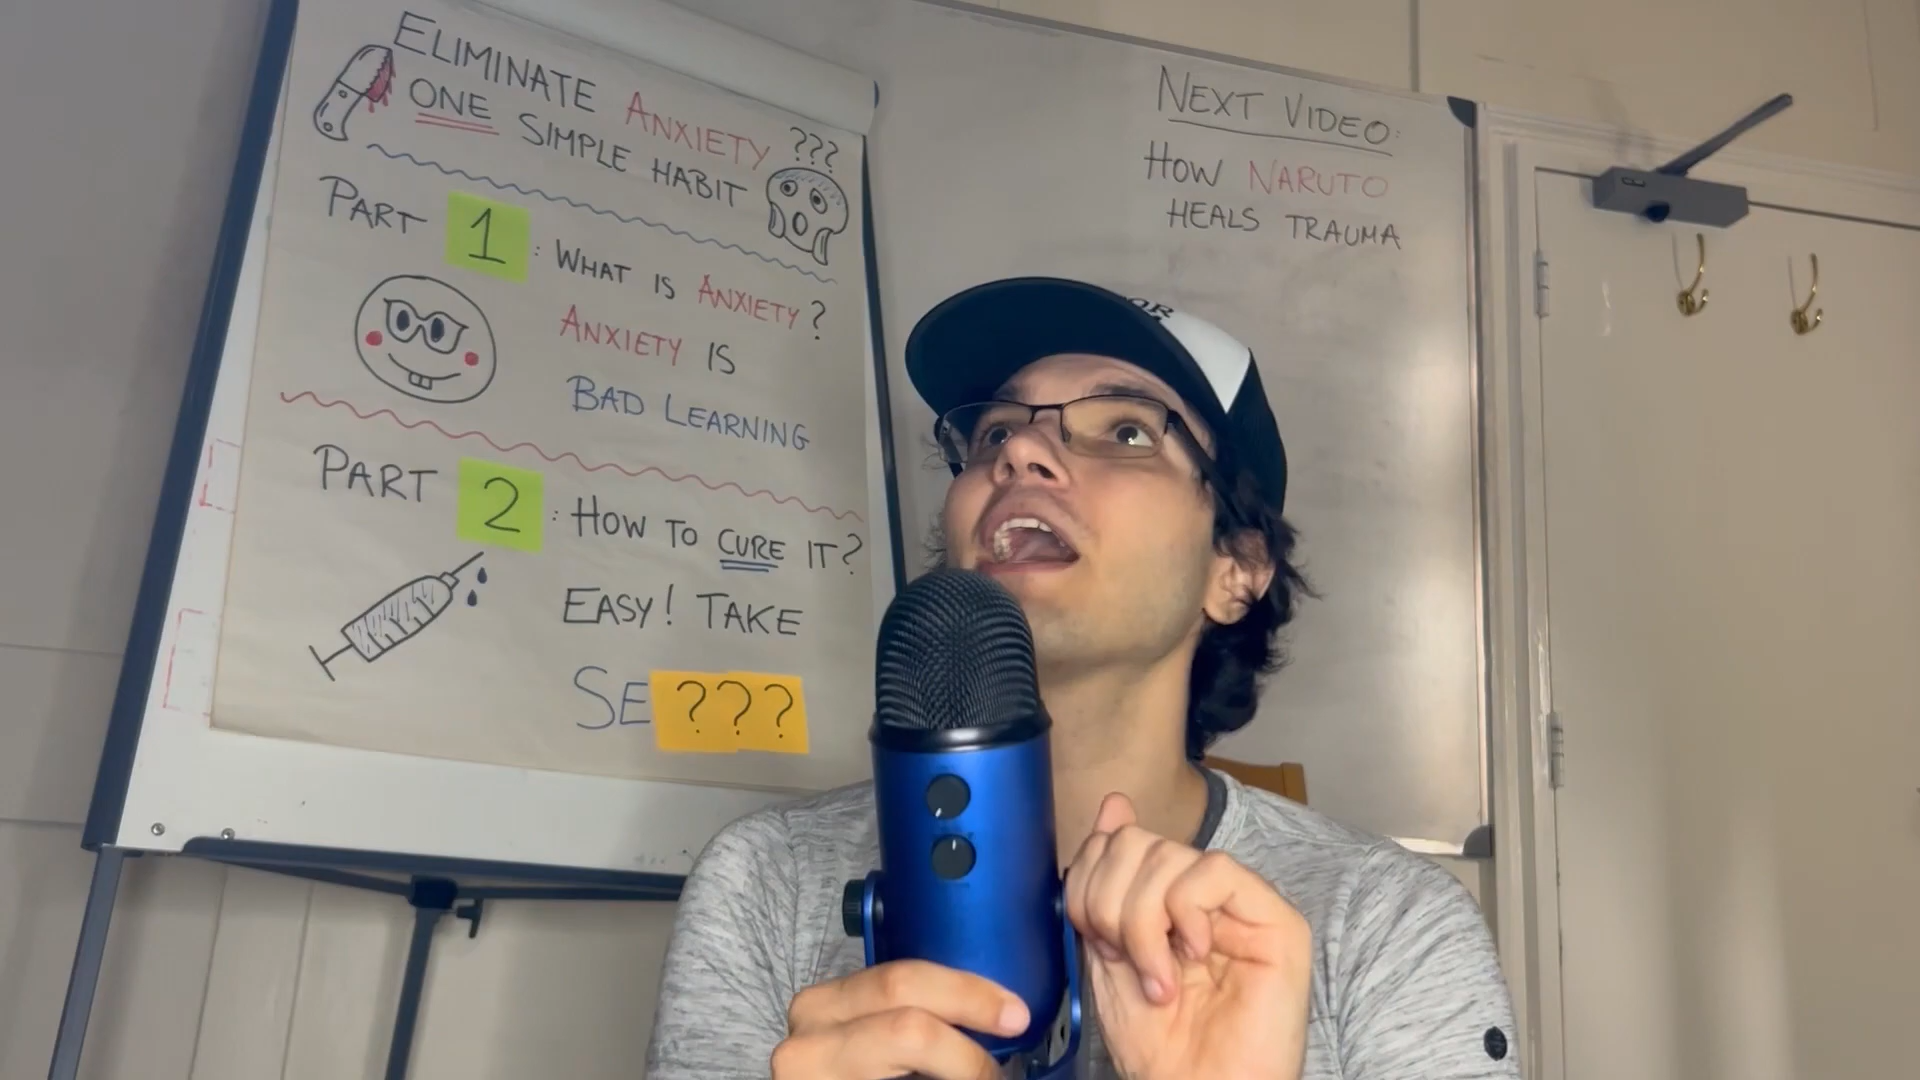 ELIMINATE ANXIETY ???
ONE SIMPLE HABIT
PART 1: WHAT IS ANXIETY?
ANXIETY IS
BAD LEARNING
PART 2: HOW TO CURE IT?
EASY! TAKE
SE???
NEXT VIDEO:
HOW NARUTO
HEALS TRAUMA